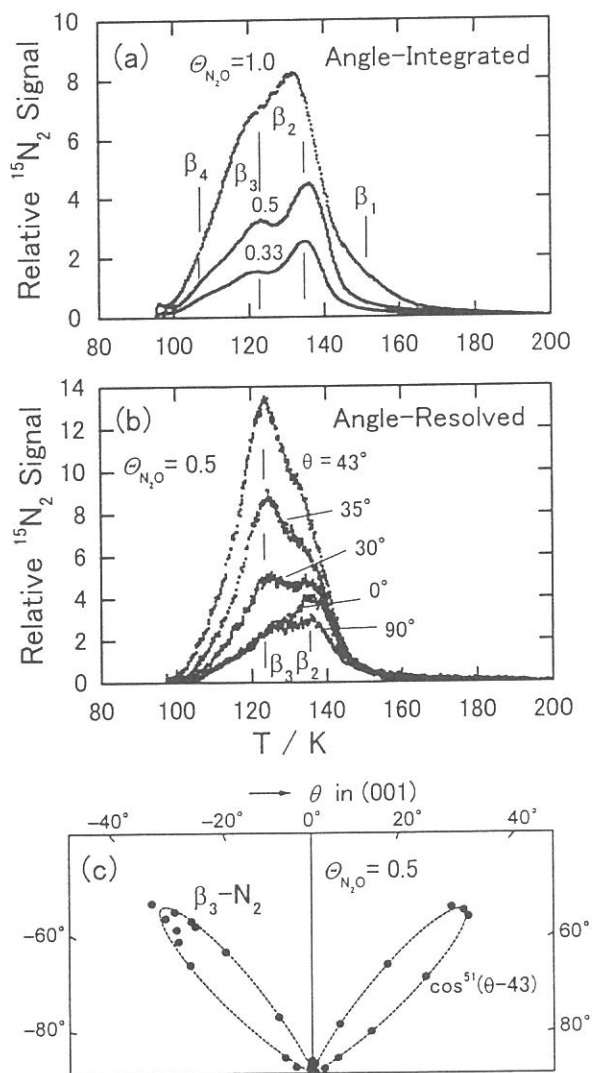 10
(a)
ΘN₂O = 1.0
Angle-Integrated
8
β₂
6
β₄
β₃
β₁
4
0.5
2
0.33
0
80 100 120 140 160 180 200
Relative ¹⁵N₂ Signal
14
(b)
Angle-Resolved
12
ΘN₂O = 0.5
θ = 43°
10
35°
8
30°
6
0°
4
90°
2
β₃ β₂
0
80 100 120 140 160 180 200
Relative ¹⁵N₂ Signal
T / K
θ in (001)
-40° -20° 0° 20° 40°
(c)
β₃-N₂
ΘN₂O = 0.5
-60° 60°
cos⁵¹(θ-43)
-80° 80°